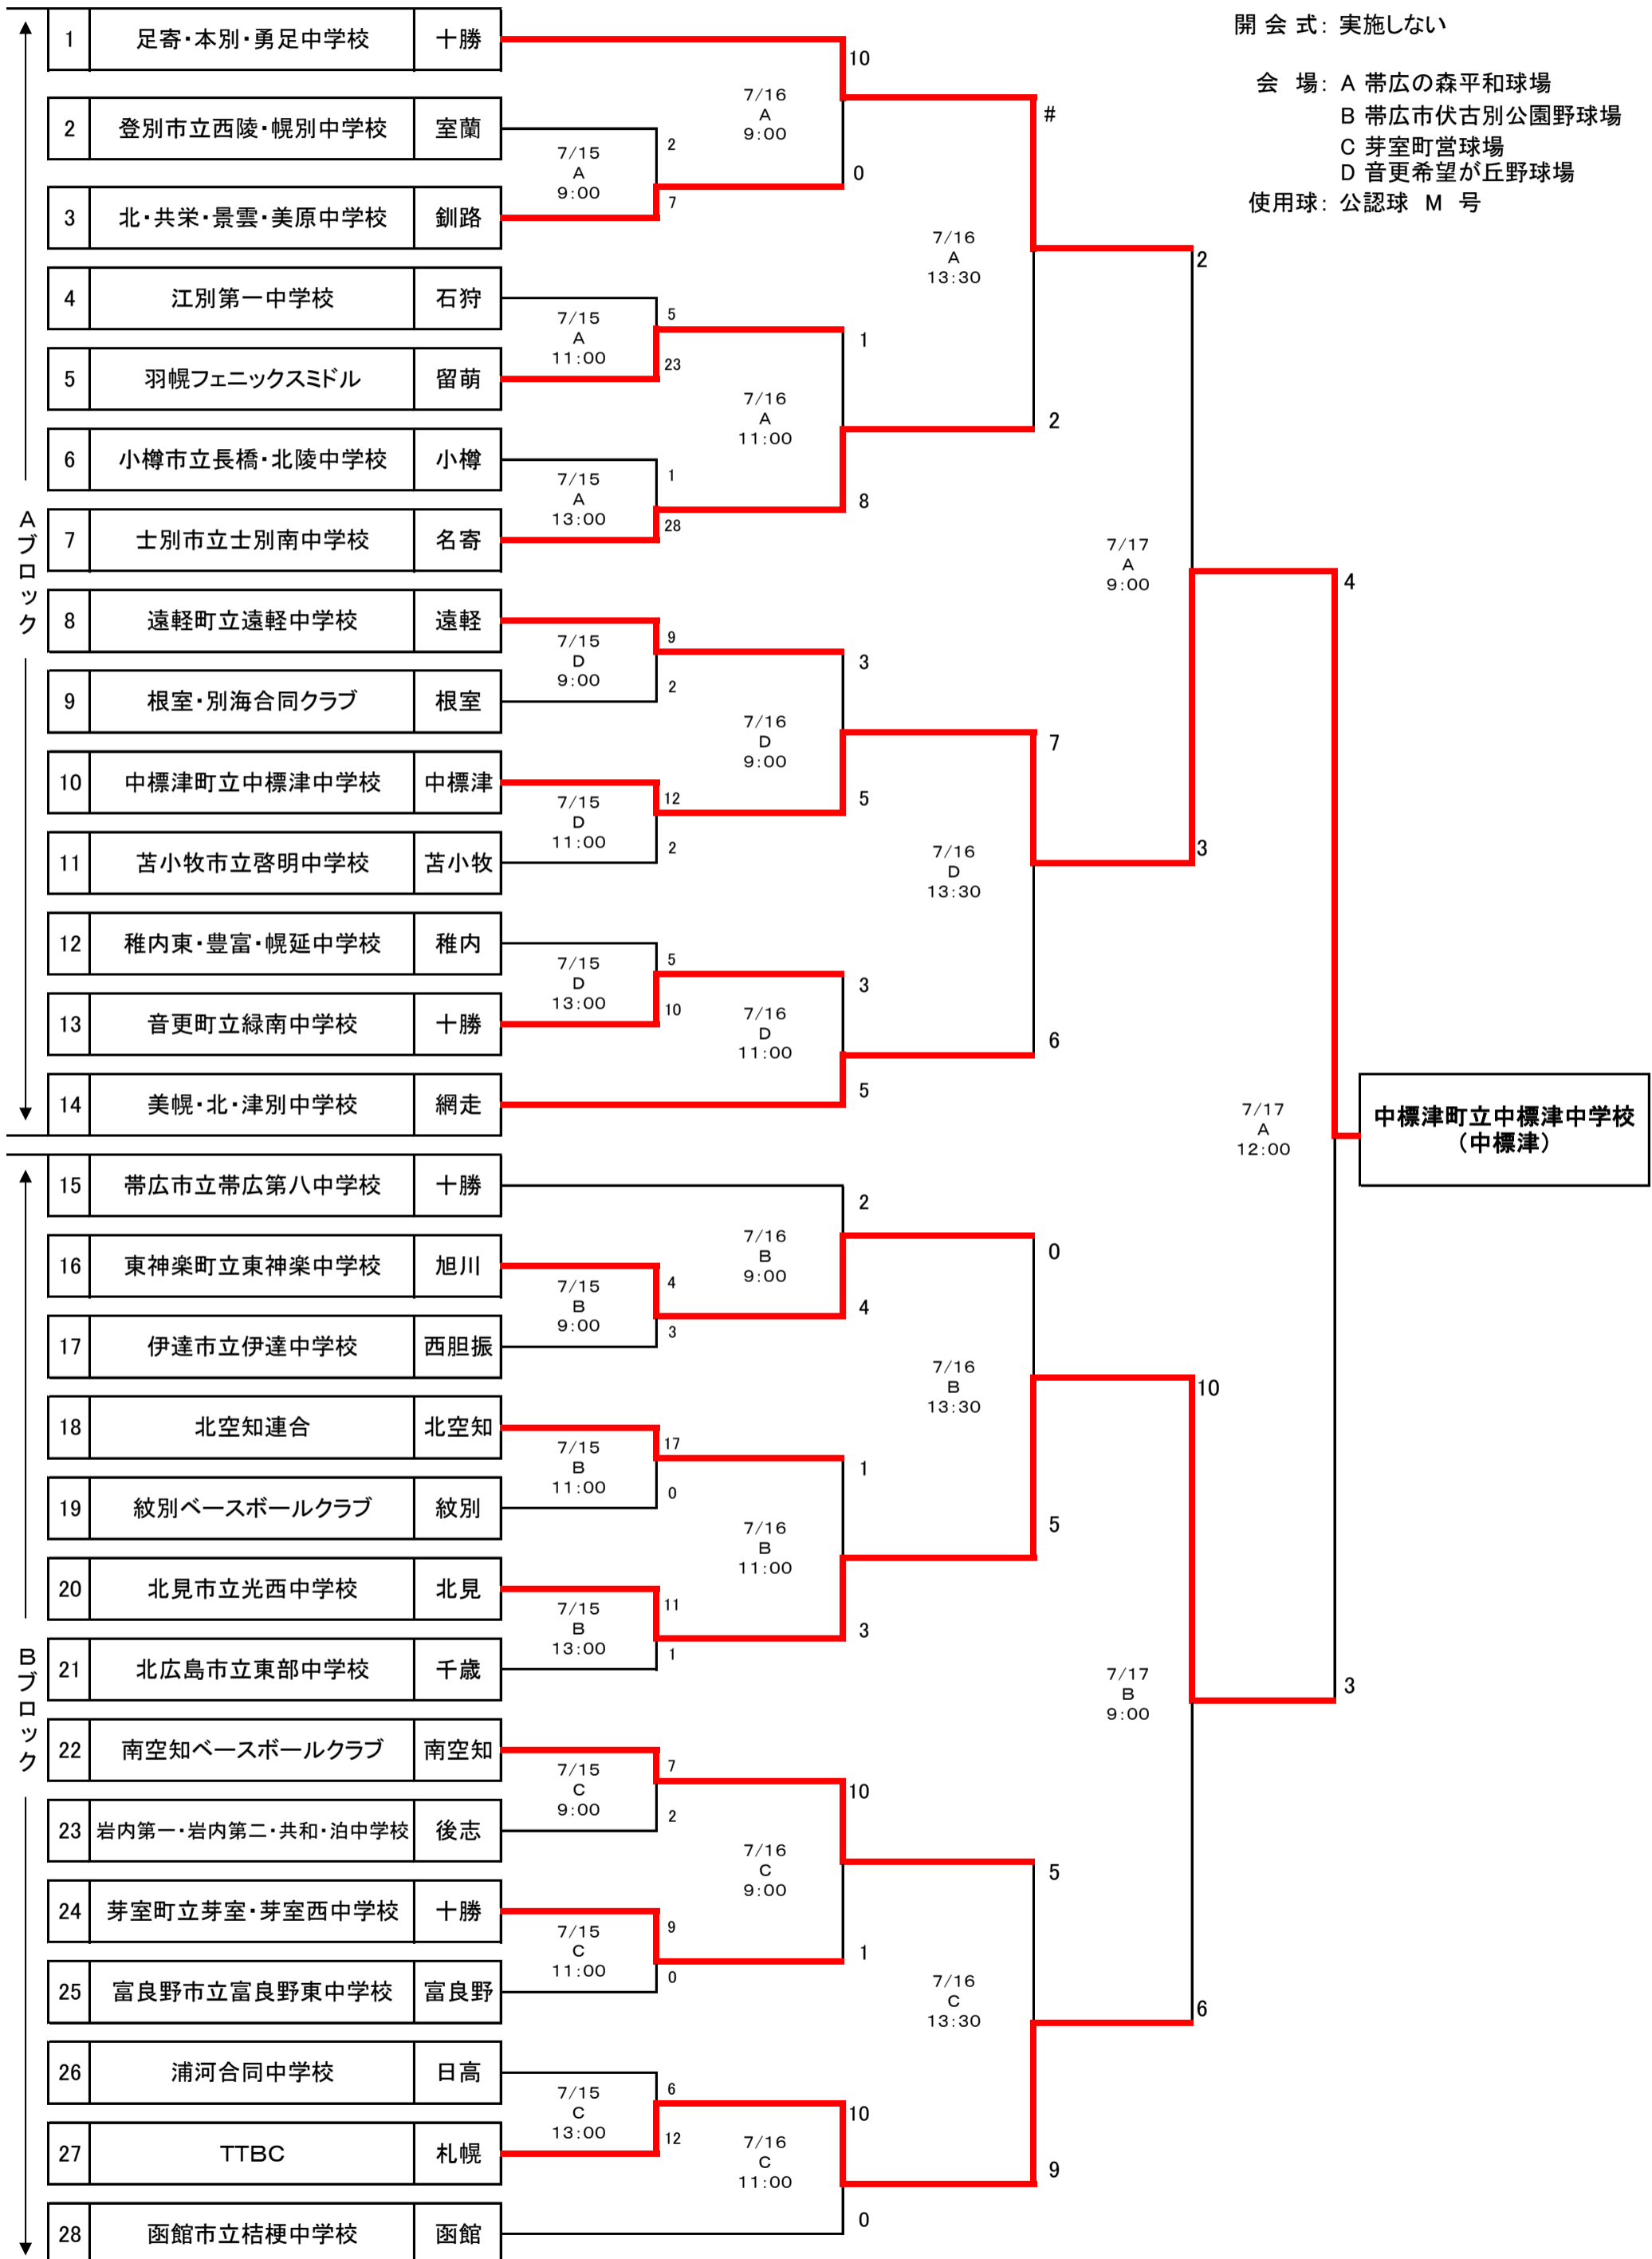 開 会 式： 実施しない
会　場： A 帯広の森平和球場
B 帯広市伏古別公園野球場
C 芽室町営球場
D 音更希望が丘野球場
使用球： 公認球　M　号
Aブロック
1 足寄・本別・勇足中学校 十勝
2 登別市立西陵・幌別中学校 室蘭
3 北・共栄・景雲・美原中学校 釧路
4 江別第一中学校 石狩
5 羽幌フェニックスミドル 留萌
6 小樽市立長橋・北陵中学校 小樽
7 士別市立士別南中学校 名寄
8 遠軽町立遠軽中学校 遠軽
9 根室・別海合同クラブ 根室
10 中標津町立中標津中学校 中標津
11 苫小牧市立啓明中学校 苫小牧
12 稚内東・豊富・幌延中学校 稚内
13 音更町立緑南中学校 十勝
14 美幌・北・津別中学校 網走
Bブロック
15 帯広市立帯広第八中学校 十勝
16 東神楽町立東神楽中学校 旭川
17 伊達市立伊達中学校 西胆振
18 北空知連合 北空知
19 紋別ベースボールクラブ 紋別
20 北見市立光西中学校 北見
21 北広島市立東部中学校 千歳
22 南空知ベースボールクラブ 南空知
23 岩内第一・岩内第二・共和・泊中学校 後志
24 芽室町立芽室・芽室西中学校 十勝
25 富良野市立富良野東中学校 富良野
26 浦河合同中学校 日高
27 TTBC 札幌
28 函館市立桔梗中学校 函館
7/15
A
9:00
2
7
7/15
A
11:00
5
23
7/15
A
13:00
1
28
7/15
D
9:00
9
2
7/15
D
11:00
12
2
7/15
D
13:00
5
10
7/15
B
9:00
4
3
7/15
B
11:00
17
0
7/15
B
13:00
11
1
7/15
C
9:00
7
2
7/15
C
11:00
9
0
7/15
C
13:00
6
12
7/16
A
9:00
10
0
7/16
A
11:00
1
8
7/16
D
9:00
3
5
7/16
D
11:00
3
5
7/16
B
9:00
2
4
7/16
B
11:00
1
3
7/16
C
9:00
10
1
7/16
C
11:00
10
0
7/16
A
13:30
#
2
7/16
D
13:30
7
6
7/16
B
13:30
0
5
7/16
C
13:30
5
9
7/17
A
9:00
2
3
7/17
B
9:00
10
6
7/17
A
12:00
4
3
中標津町立中標津中学校
（中標津）